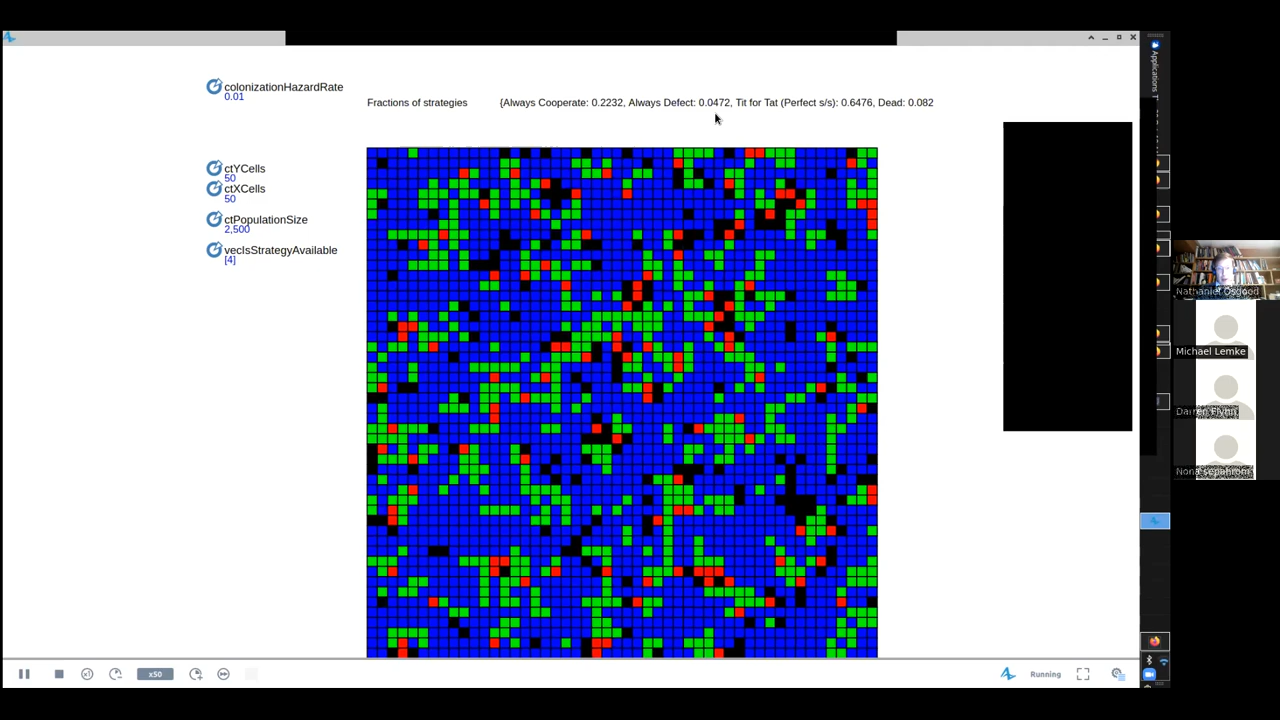 colonizationHazardRate
0.01
Fractions of strategies {Always Cooperate: 0.2232, Always Defect: 0.0472, Tit for Tat (Perfect s/s): 0.6476, Dead: 0.082
ctYCells
50
ctXCells
50
ctPopulationSize
2,500
vecIsStrategyAvailable
[4]
x1
x50
Running
Applications
Nathaniel Osgood
Michael Lemke
Darren Flynn